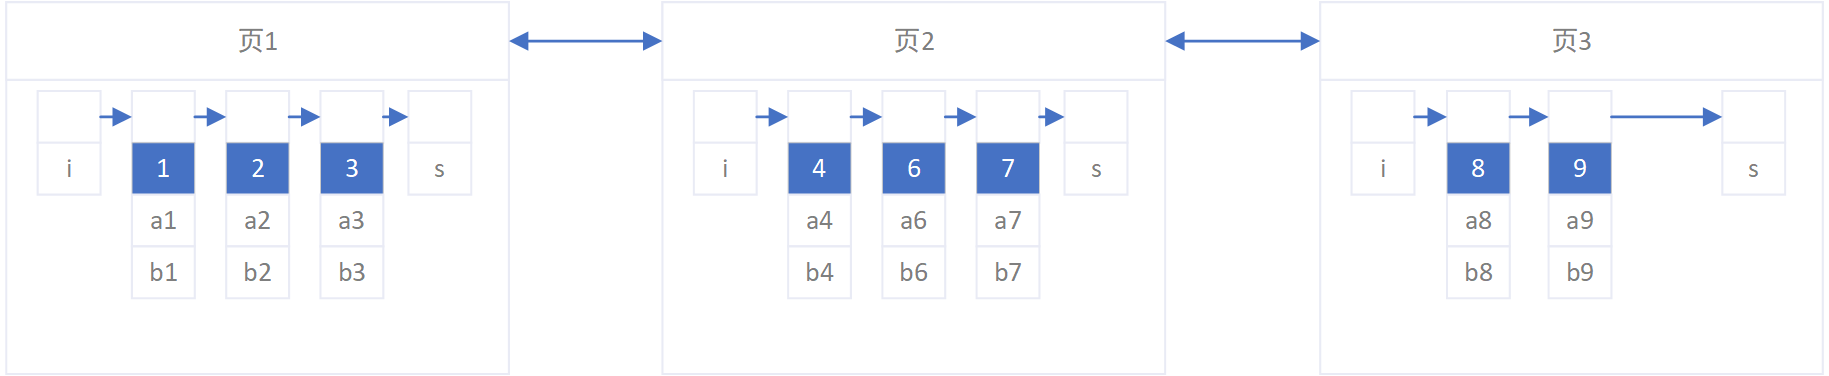 页1 页2 页3
i 1 2 3 s i 4 6 7 s i 8 9 s
a1 a2 a3 a4 a6 a7 a8 a9
b1 b2 b3 b4 b6 b7 b8 b9